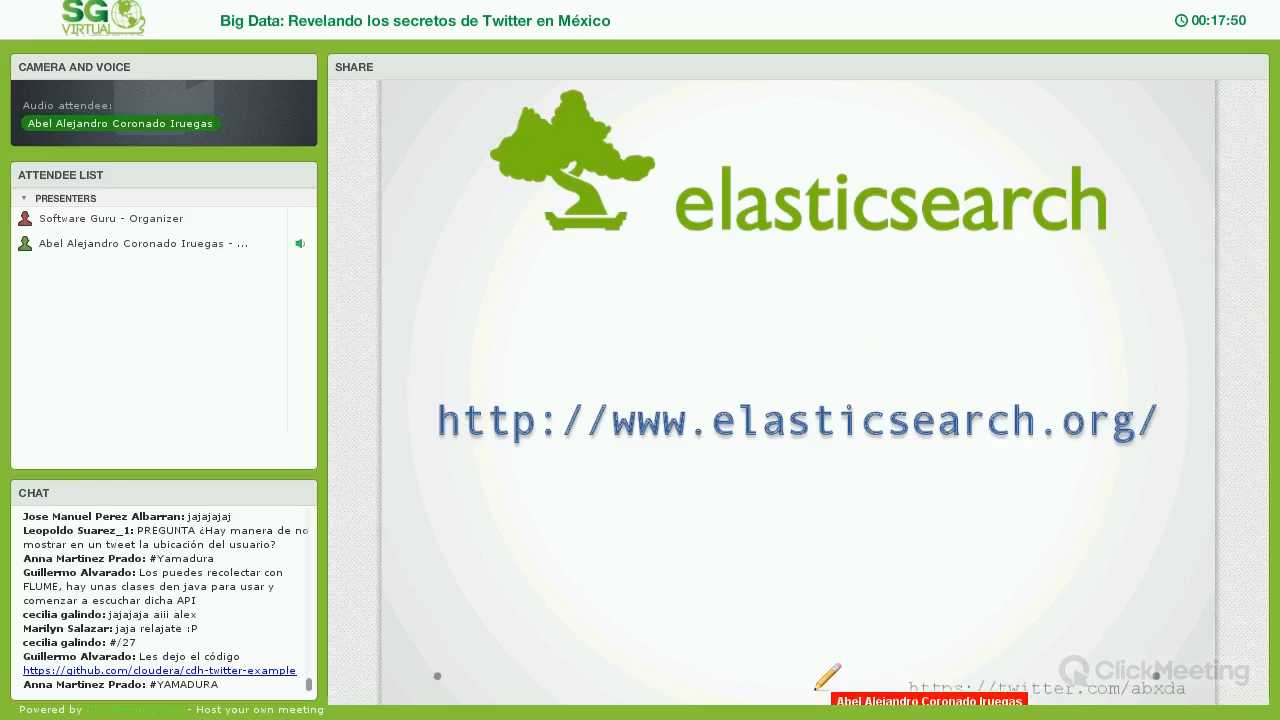 SG
VIRTUAL
Big Data: Revelando los secretos de Twitter en México
00:17:50
CAMERA AND VOICE
Audio attendee:
Abel Alejandro Coronado Iruegas
ATTENDEE LIST
PRESENTERS
Software Guru - Organizer
Abel Alejandro Coronado Iruegas - ...
CHAT
Jose Manuel Perez Albarran: jajajajaj
Leopoldo Suarez_1: PREGUNTA ¿Hay manera de no
mostrar en un tweet la ubicación del usuario?
Anna Martinez Prado: #Yamadura
Guillermo Alvarado: Los puedes recolectar con
FLUME, hay unas clases den java para usar y
comenzar a escuchar dicha API
cecilia galindo: jajajaja aiii alex
Marilyn Salazar: jaja relajate :P
cecilia galindo: #/27
Guillermo Alvarado: Les dejo el código
https://github.com/cloudera/cdh-twitter-example
Anna Martinez Prado: #YAMADURA
Powered by ClickMeeting.com - Host your own meeting
SHARE
elasticsearch
http://www.elasticsearch.org/
ClickMeeting
https://twitter.com/abxda
Abel Alejandro Coronado Iruegas